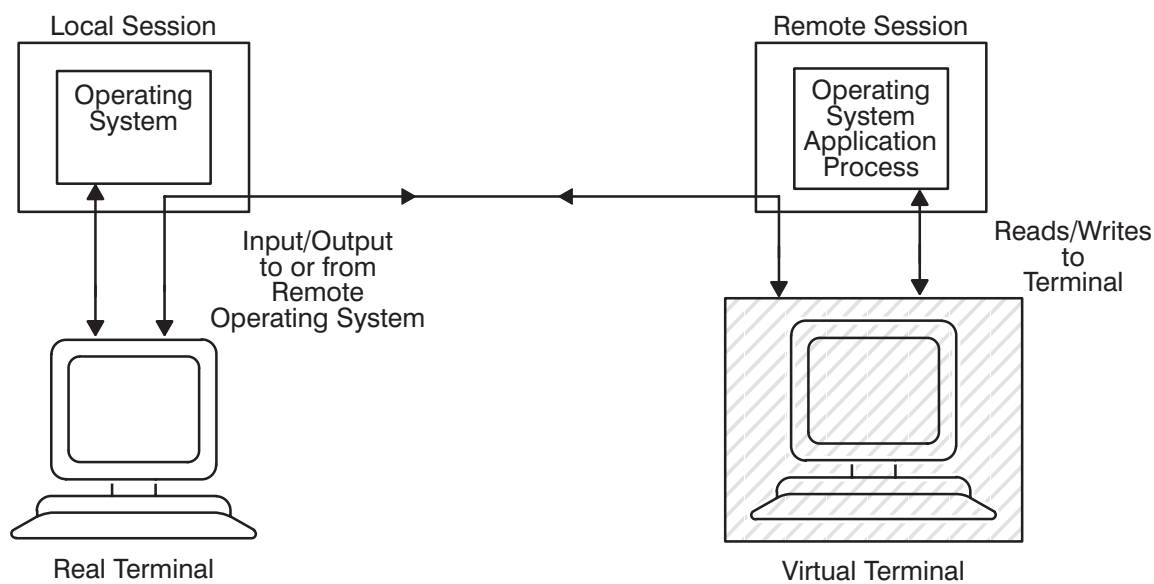 Local Session
Remote Session
Operating
System
Operating
System
Application
Process
Input/Output
to or from
Remote
Operating System
Reads/Writes
to
Terminal
Real Terminal
Virtual Terminal